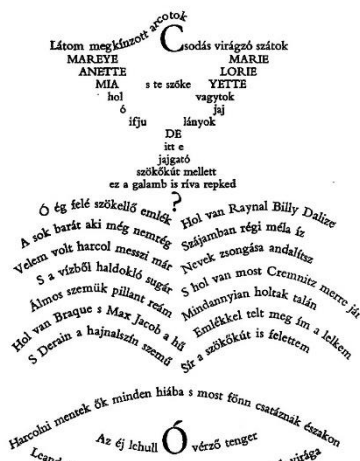 Látom megkínzott arcotok
Csodás virágzó szátok
MAREYE MARIE
ANETTE LORIE
MIA s te szőke YETTE
hol vagytok
ó jaj
ifju lányok
DE
itt e
jajgató
szökőkút mellett
ez a galamb is ríva repked
?
Ó ég felé szökellő emlék
A sok barát aki még nemrég
Velem volt harcol messzi már
S a vízből haldokló sugár
Álmos szemük pillant reám
Hol van Braque s Max Jacob a hű
S Derain a hajnalszín szemű
Hol van Raynal Billy Dalize
Szájamban régi méla íz
Nevek zsongása andalítsz
S hol van most Cremnitz merre ját
Mindannyian holtak talán
Emlékkel telt meg ím a lelkem
Sír a szökőkút is felettem
Harcolni mentek ők minden hiába s most fönn csatáznak északon
Az éj lehull Ó vérző tenger
virága